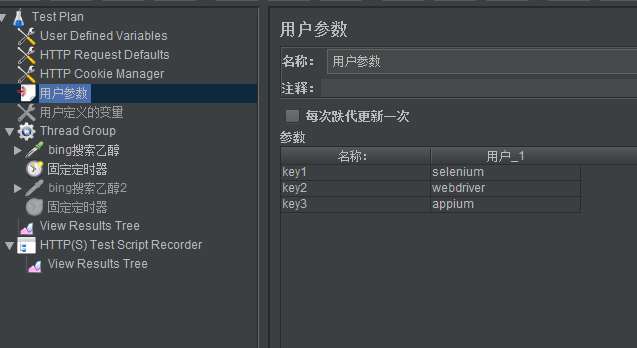 Test Plan
User Defined Variables
HTTP Request Defaults
HTTP Cookie Manager
用户参数
用户定义的变量
Thread Group
bing搜索乙醇
固定定时器
bing搜索乙醇2
固定定时器
View Results Tree
HTTP(S) Test Script Recorder
View Results Tree
用户参数
名称： 用户参数
注释：
每次跌代更新一次
参数
名称： 用户_1
key1 selenium
key2 webdriver
key3 appium